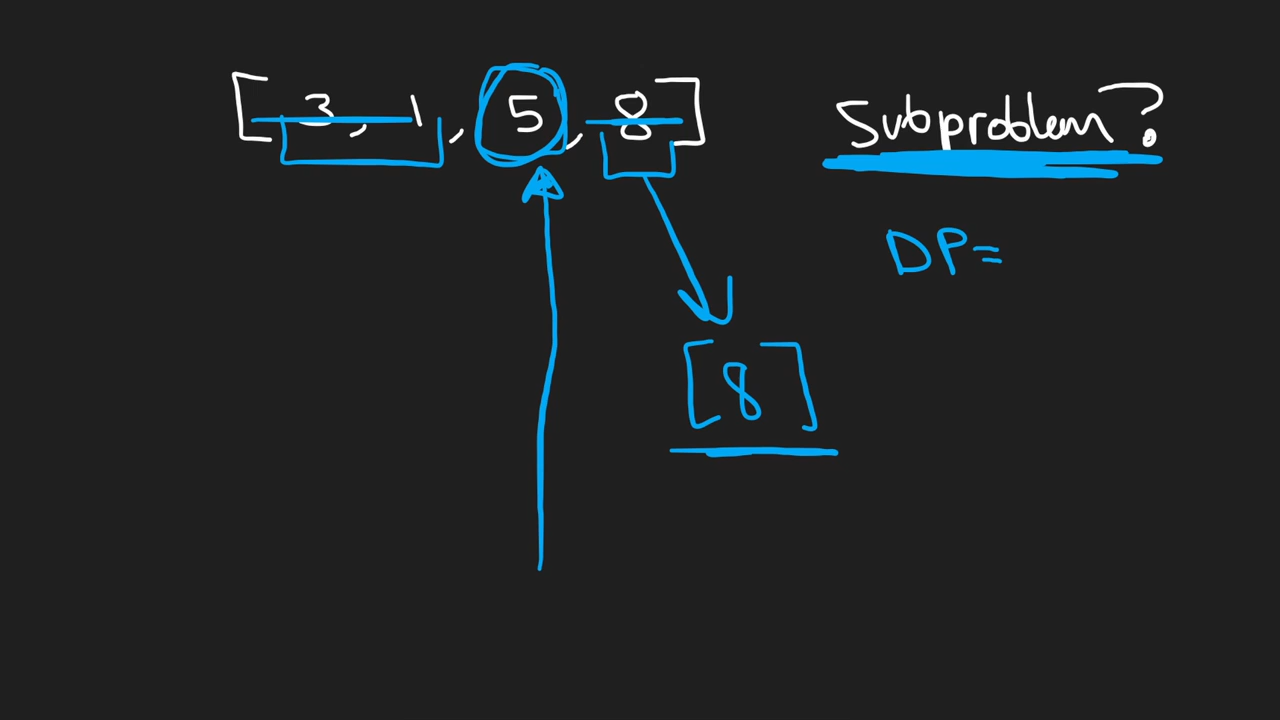 [3, 1, 5, 8]
Subproblem?
DP=
[8]